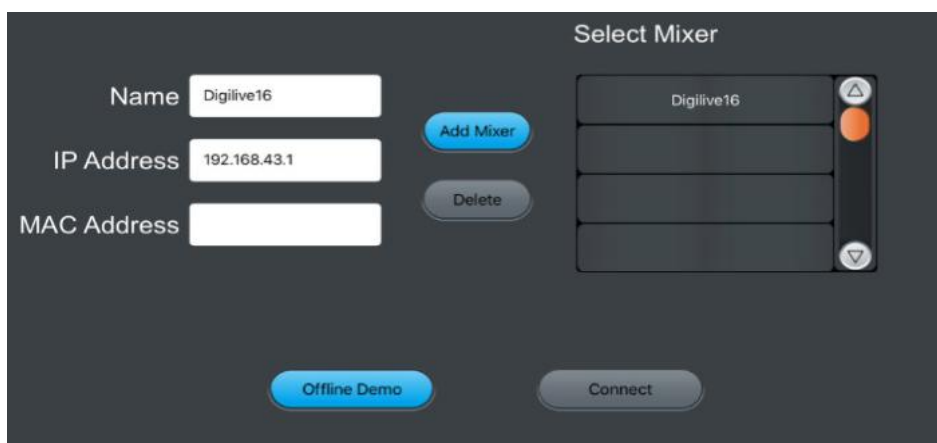 Select Mixer
Name
Digilive16
IP Address
192.168.43.1
MAC Address
Add Mixer
Delete
Digilive16
Offline Demo
Connect